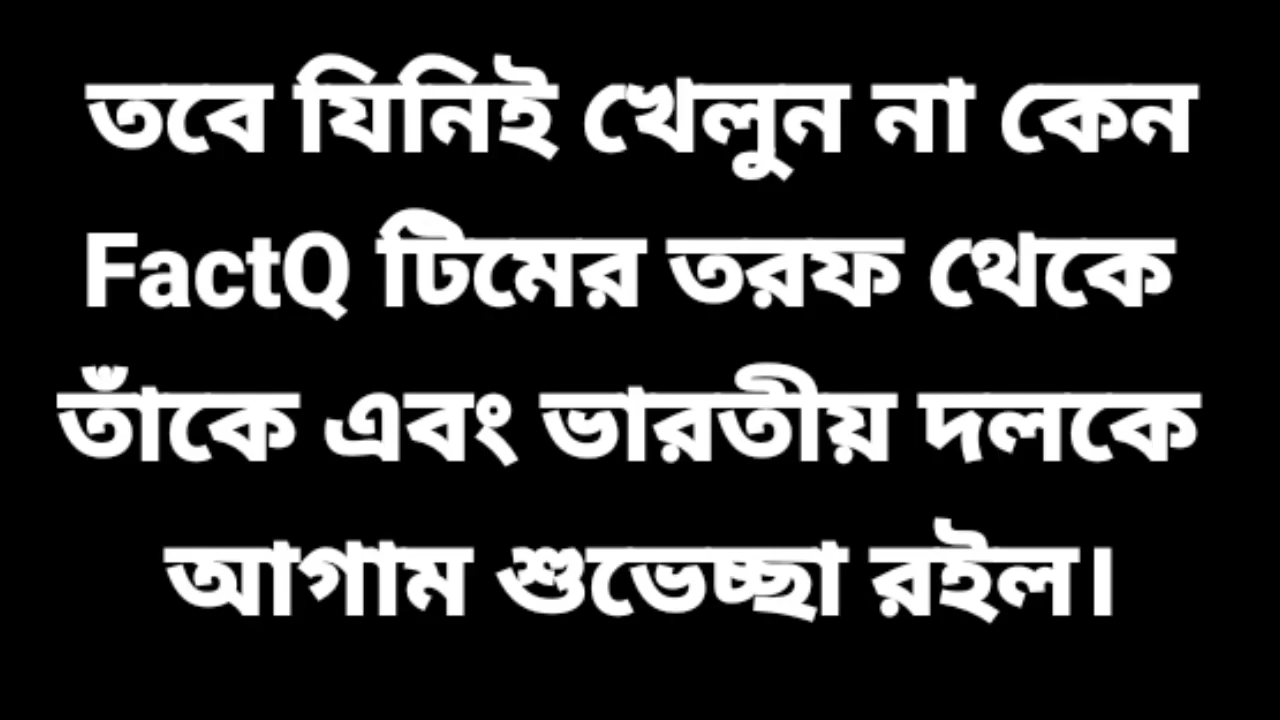 তবে যিনিই খেলুন না কেন
FactQ টিমের তরফ থেকে
তাঁকে এবং ভারতীয় দলকে
আগাম শুভেচ্ছা রইল।